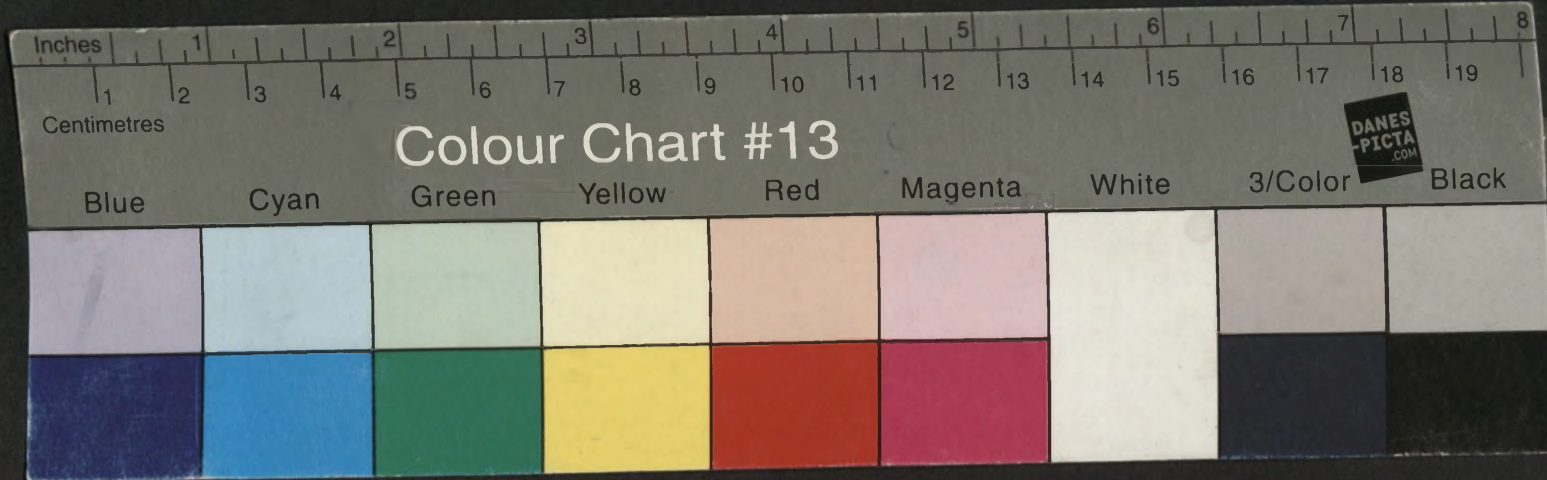 Inches 1 2 3 4 5 6 7 8
1 2 3 4 5 6 7 8 9 10 11 12 13 14 15 16 17 18 19
Centimetres
Colour Chart #13
DANES
-PICTA
.COM
Blue Cyan Green Yellow Red Magenta White 3/Color Black